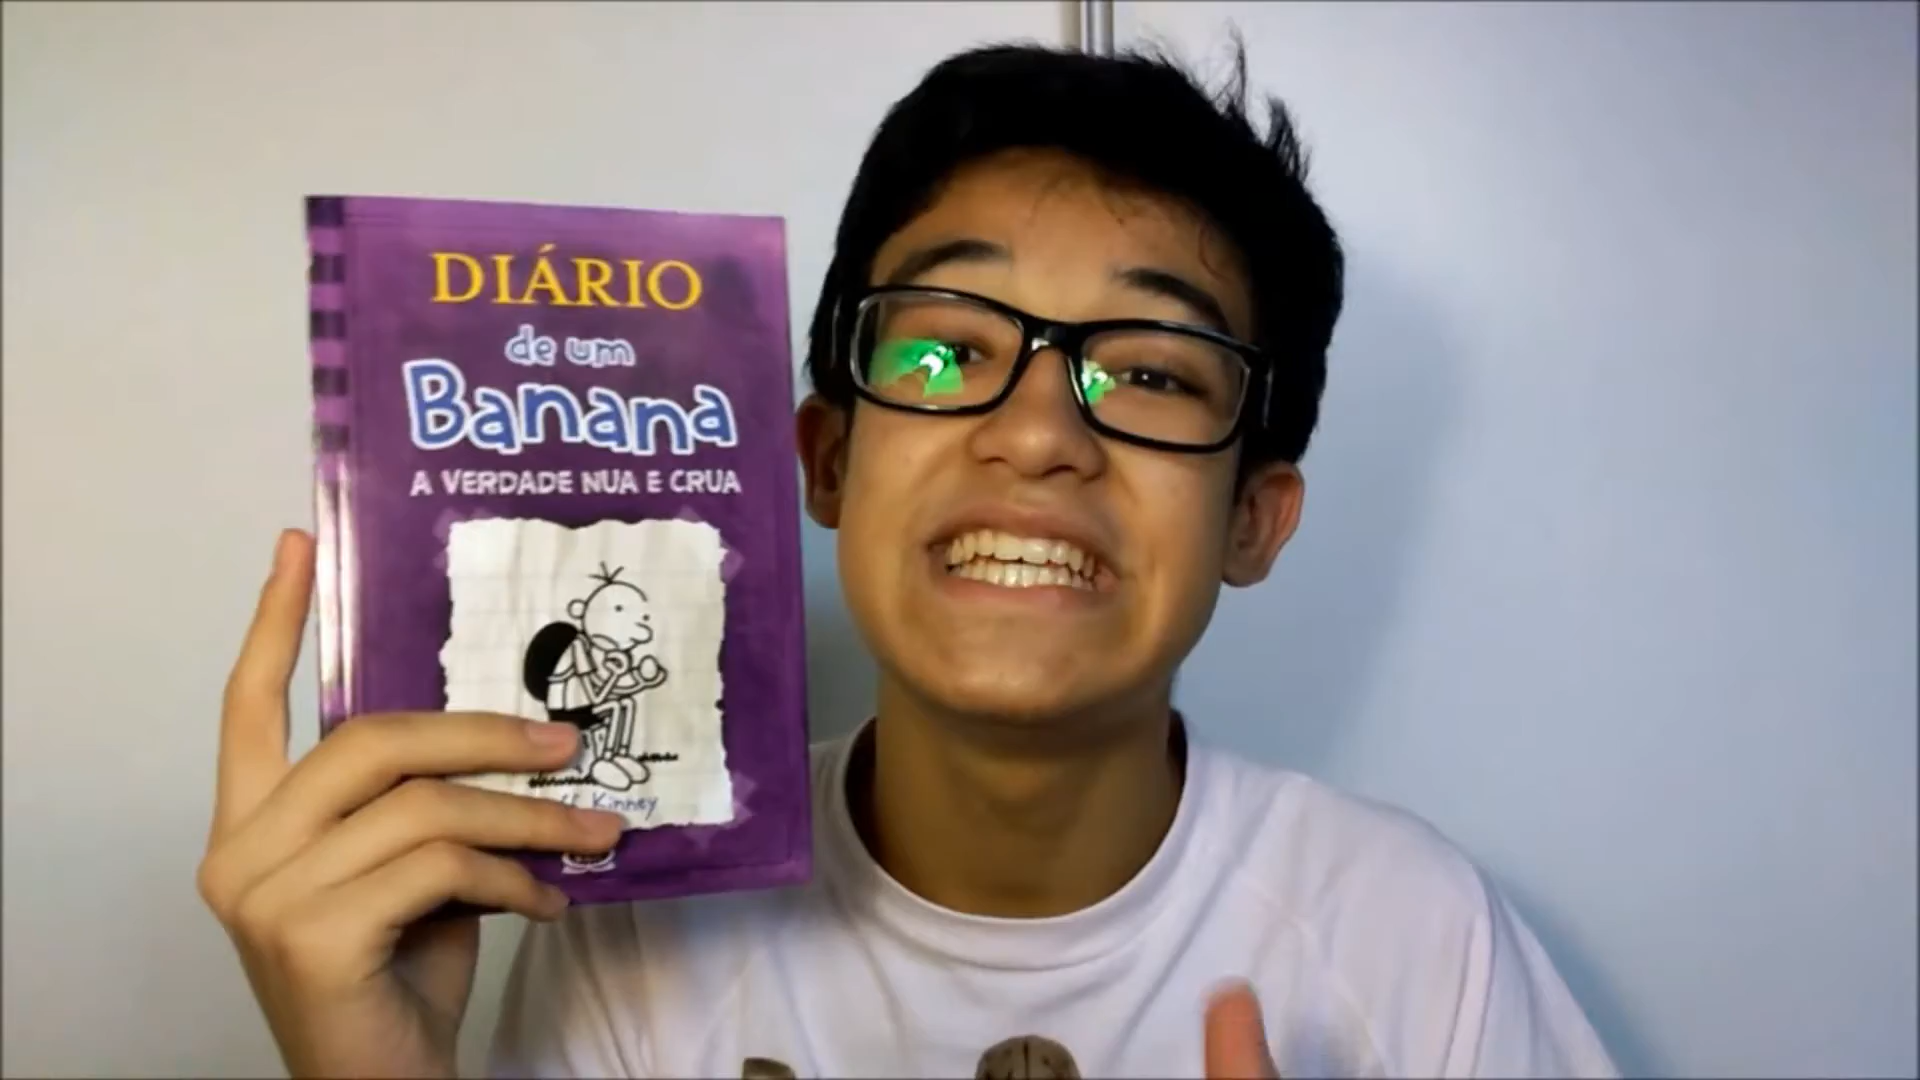 DIÁRIO
de um
Banana
A VERDADE NUA E CRUA
Kinney